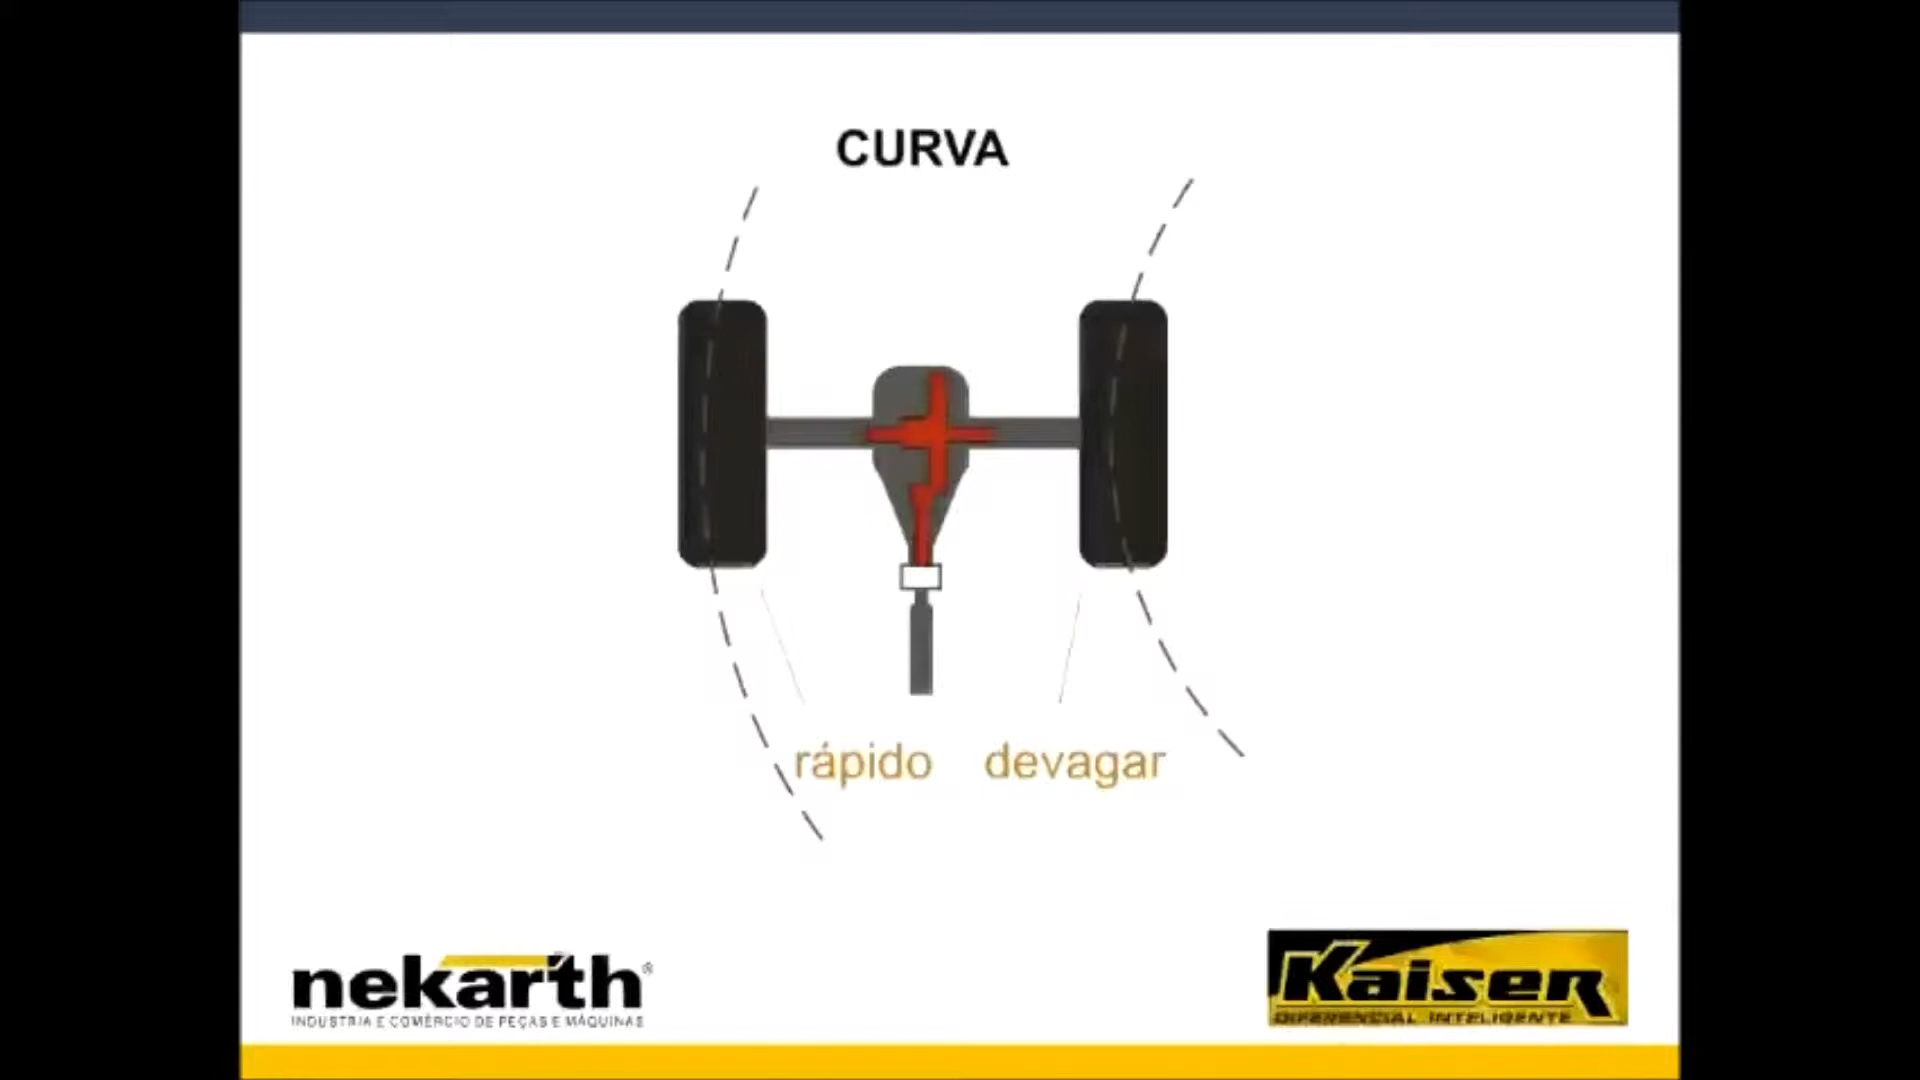 CURVA
rápido devagar
nekarth®
INDUSTRIA E COMÉRCIO DE PEÇAS E MÁQUINAS
Kaiser
DIFERENCIAL INTELIGENTE